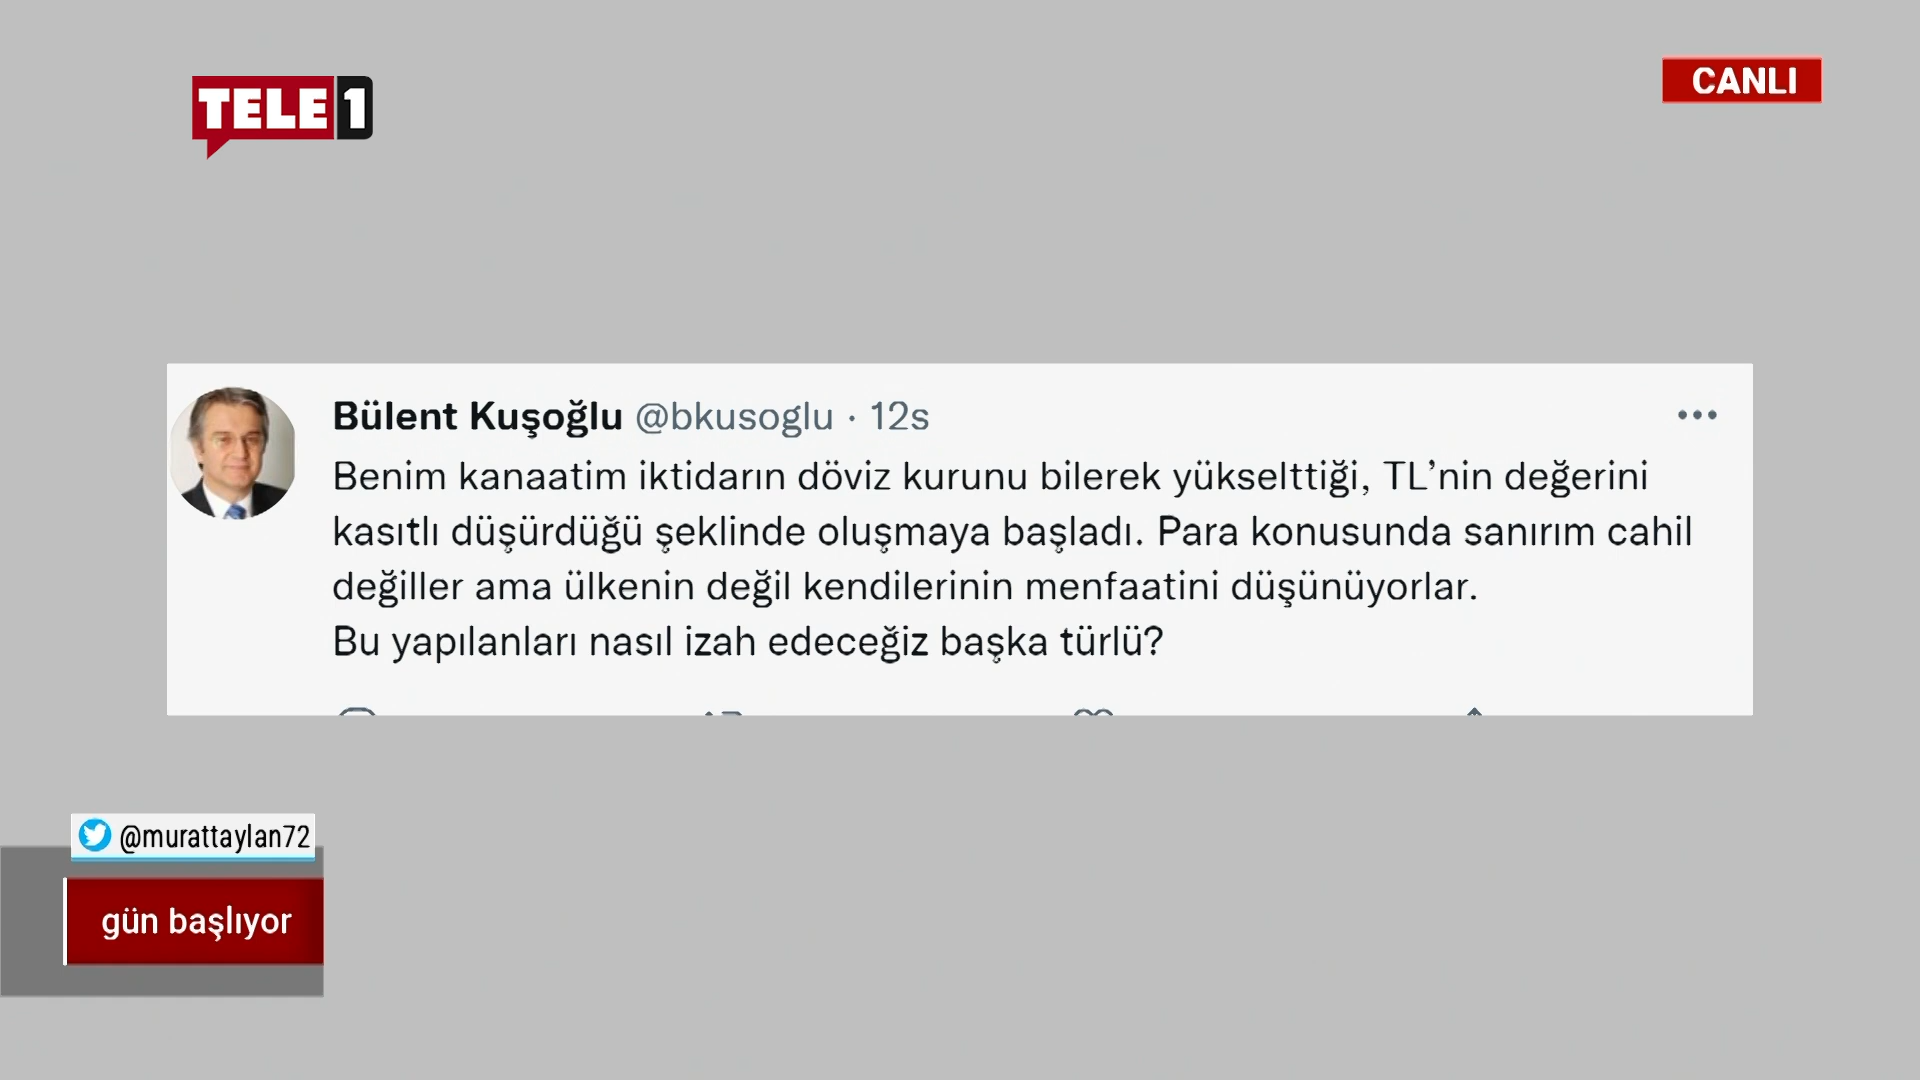 TELE1
CANLI
Bülent Kuşoğlu @bkusoglu · 12s
Benim kanaatim iktidarın döviz kurunu bilerek yükselttiği, TL’nin değerini
kasıtlı düşürdüğü şeklinde oluşmaya başladı. Para konusunda sanırım cahil
değiller ama ülkenin değil kendilerinin menfaatini düşünüyorlar.
Bu yapılanları nasıl izah edeceğiz başka türlü?
@murattaylan72
gün başlıyor